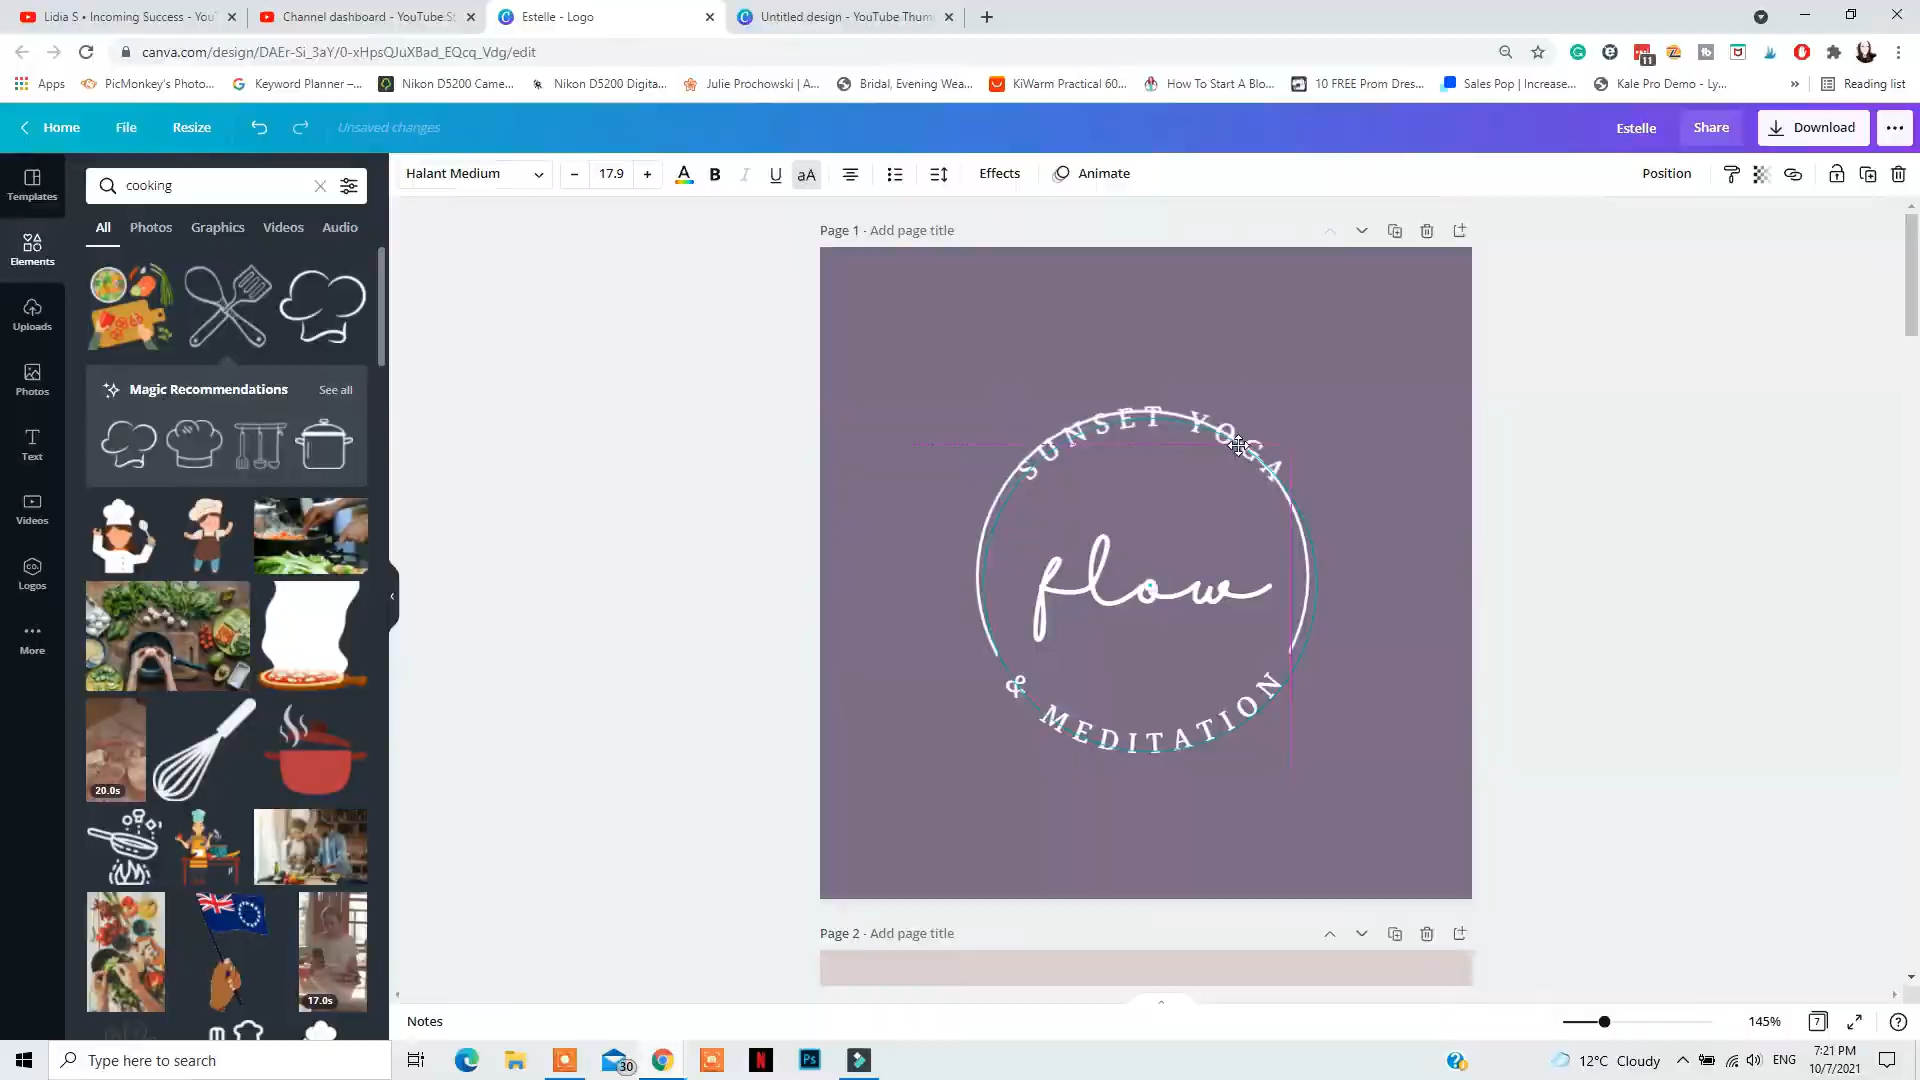 Lidia S • Incoming Success - You
Channel dashboard - YouTube St
Estelle - Logo
Untitled design - YouTube Thum
canva.com/design/DAEr-Si_3aY/0-xHpsQJuXBad_EQcq_Vdg/edit
11
Apps
PicMonkey's Photo...
Keyword Planner –...
Nikon D5200 Came...
Nikon D5200 Digita...
Julie Prochowski | A...
Bridal, Evening Wea...
KiWarm Practical 60...
How To Start A Blo...
10 FREE Prom Dres...
Sales Pop | Increase...
Kale Pro Demo - Ly...
»
Reading list
Home
File
Resize
Unsaved changes
Estelle
Share
Download
Templates
Elements
Uploads
Photos
Text
Videos
Logos
More
cooking
All
Photos
Graphics
Videos
Audio
Magic Recommendations
See all
20.0s
17.0s
Halant Medium
– 17.9 +
A
B
I
U
aA
Effects
Animate
Position
Page 1 - Add page title
SUNSET YOGA
flow
& MEDITATION
Page 2 - Add page title
Notes
145%
7
Type here to search
30
Ps
12°C Cloudy
ENG
7:21 PM
10/7/2021